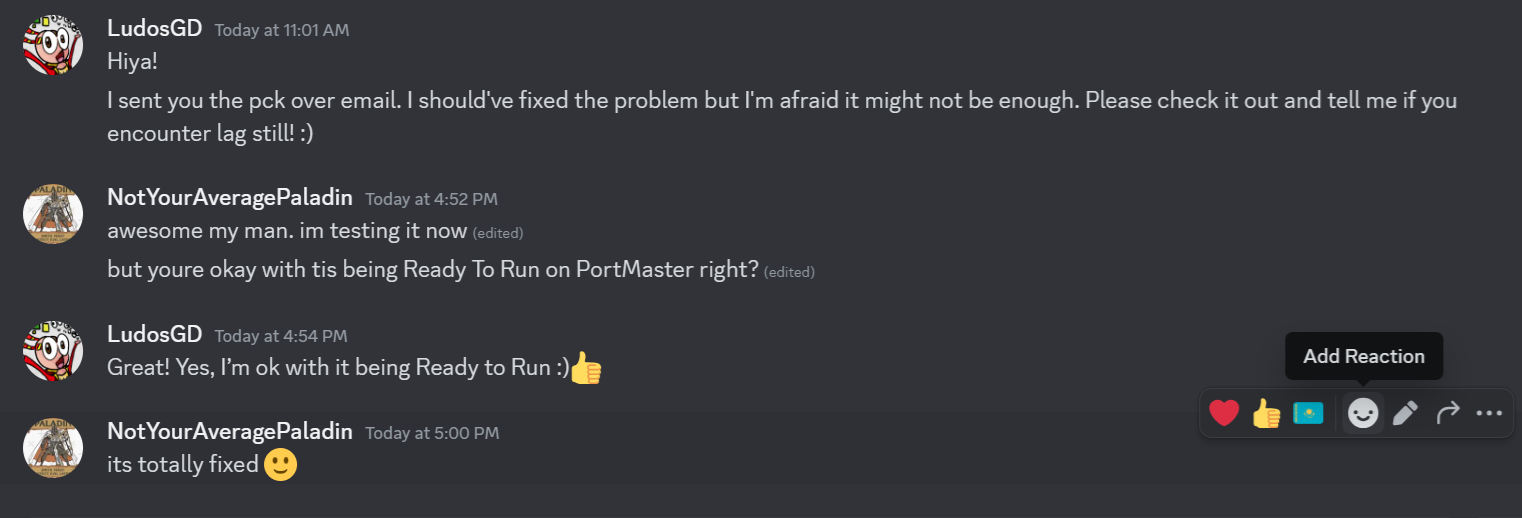 LudosGD Today at 11:01 AM
Hiya!
I sent you the pck over email. I should've fixed the problem but I'm afraid it might not be enough. Please check it out and tell me if you
encounter lag still! :)
PALADIN
NotYourAveragePaladin Today at 4:52 PM
awesome my man. im testing it now (edited)
but youre okay with tis being Ready To Run on PortMaster right? (edited)
LudosGD Today at 4:54 PM
Great! Yes, I’m ok with it being Ready to Run :)👍
Add Reaction
PALADIN
NotYourAveragePaladin Today at 5:00 PM
its totally fixed 🙂